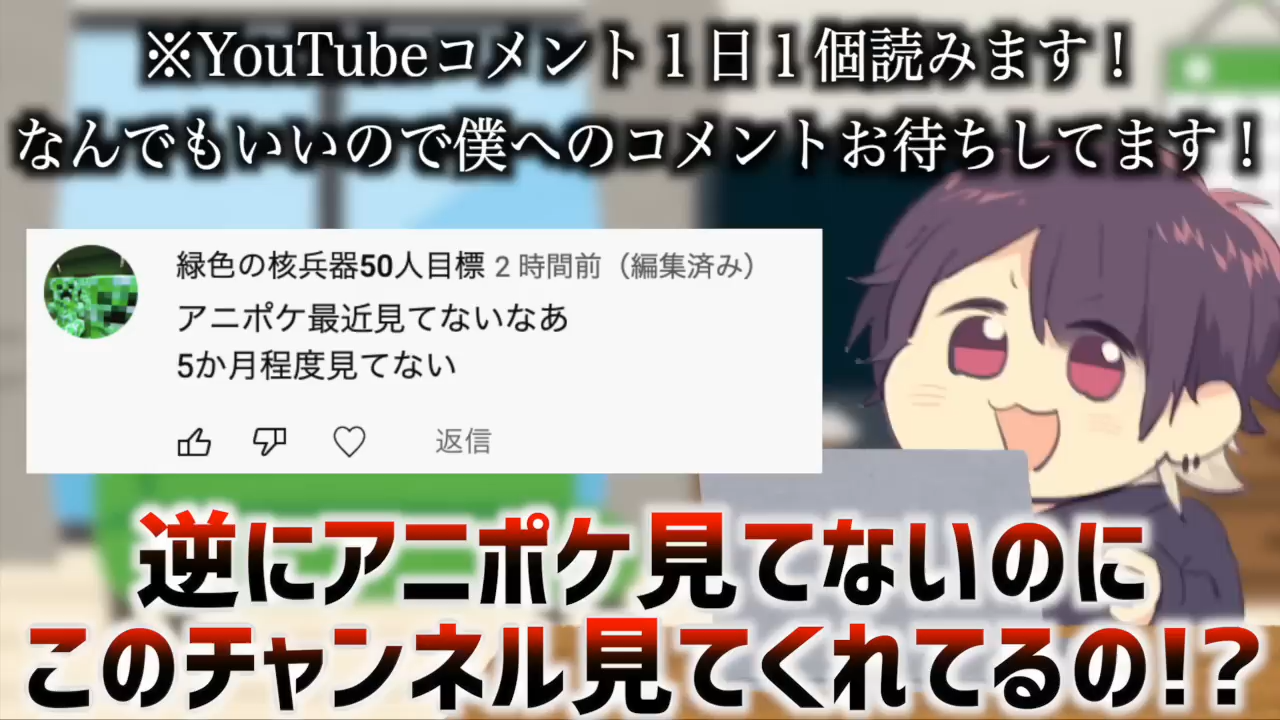 ※YouTubeコメント１日１個読みます！
なんでもいいので僕へのコメントお待ちしてます！
緑色の核兵器50人目標 2 時間前（編集済み）
アニポケ最近見てないなあ
5か月程度見てない
返信
逆にアニポケ見てないのに
このチャンネル見てくれてるの!?